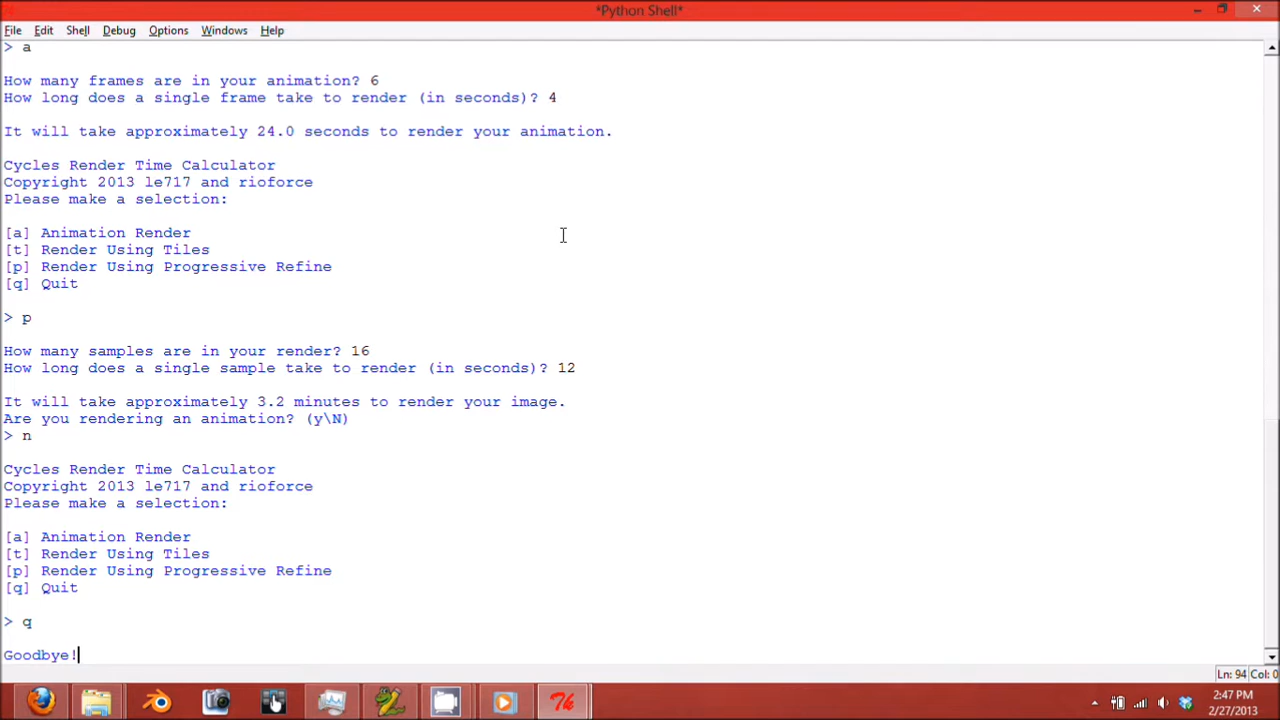 *Python Shell*
File Edit Shell Debug Options Windows Help
> a
How many frames are in your animation? 6
How long does a single frame take to render (in seconds)? 4
It will take approximately 24.0 seconds to render your animation.
Cycles Render Time Calculator
Copyright 2013 le717 and rioforce
Please make a selection:
[a] Animation Render
[t] Render Using Tiles
[p] Render Using Progressive Refine
[q] Quit
> p
How many samples are in your render? 16
How long does a single sample take to render (in seconds)? 12
It will take approximately 3.2 minutes to render your image.
Are you rendering an animation? (y\N)
> n
Cycles Render Time Calculator
Copyright 2013 le717 and rioforce
Please make a selection:
[a] Animation Render
[t] Render Using Tiles
[p] Render Using Progressive Refine
[q] Quit
> q
Goodbye!
Ln: 94 Col: 0
2:47 PM
2/27/2013